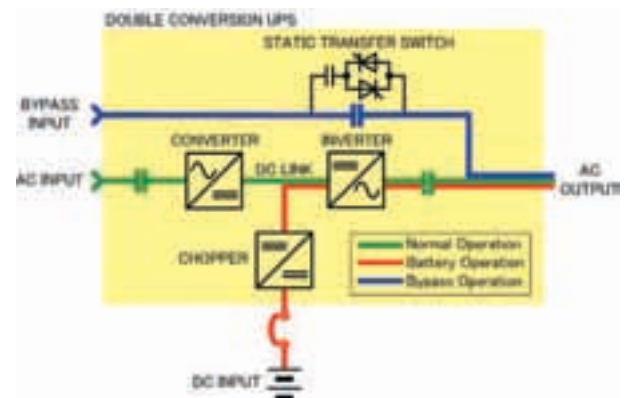 DOUBLE CONVERSION UPS
STATIC TRANSFER SWITCH
BYPASS
INPUT
CONVERTER
INVERTER
AC INPUT
DC LINK
AC
OUTPUT
CHOPPER
Normal Operation
Battery Operation
Bypass Operation
DC INPUT